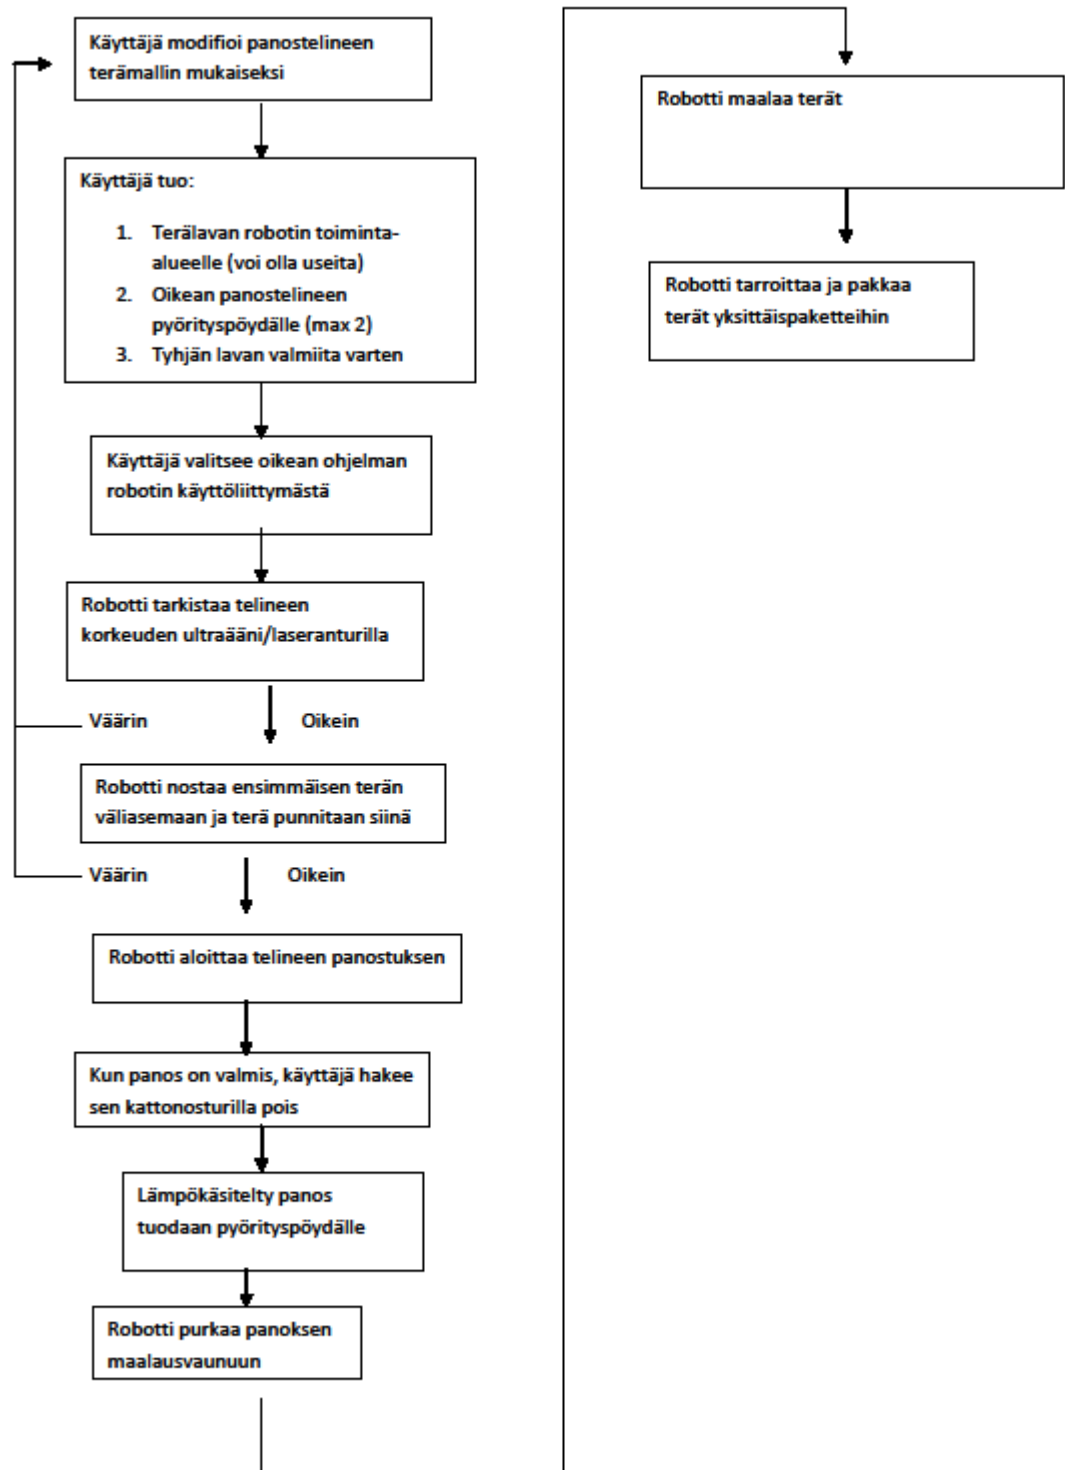 Käyttäjä modifioi panostelineen
terämallin mukaiseksi
Käyttäjä tuo:
1. Terälavan robotin toiminta-
alueelle (voi olla useita)
2. Oikean panostelineen
pyörityspöydälle (max 2)
3. Tyhjän lavan valmiita varten
Käyttäjä valitsee oikean ohjelman
robotin käyttöliittymästä
Robotti tarkistaa telineen
korkeuden ultraääni/laseranturilla
Väärin Oikein
Robotti nostaa ensimmäisen terän
väliasemaan ja terä punnitaan siinä
Väärin Oikein
Robotti aloittaa telineen panostuksen
Kun panos on valmis, käyttäjä hakee
sen kattonosturilla pois
Lämpökäsitelty panos
tuodaan pyörityspöydälle
Robotti purkaa panoksen
maalausvaunuun
Robotti maalaa terät
Robotti tarroittaa ja pakkaa
terät yksittäispaketteihin